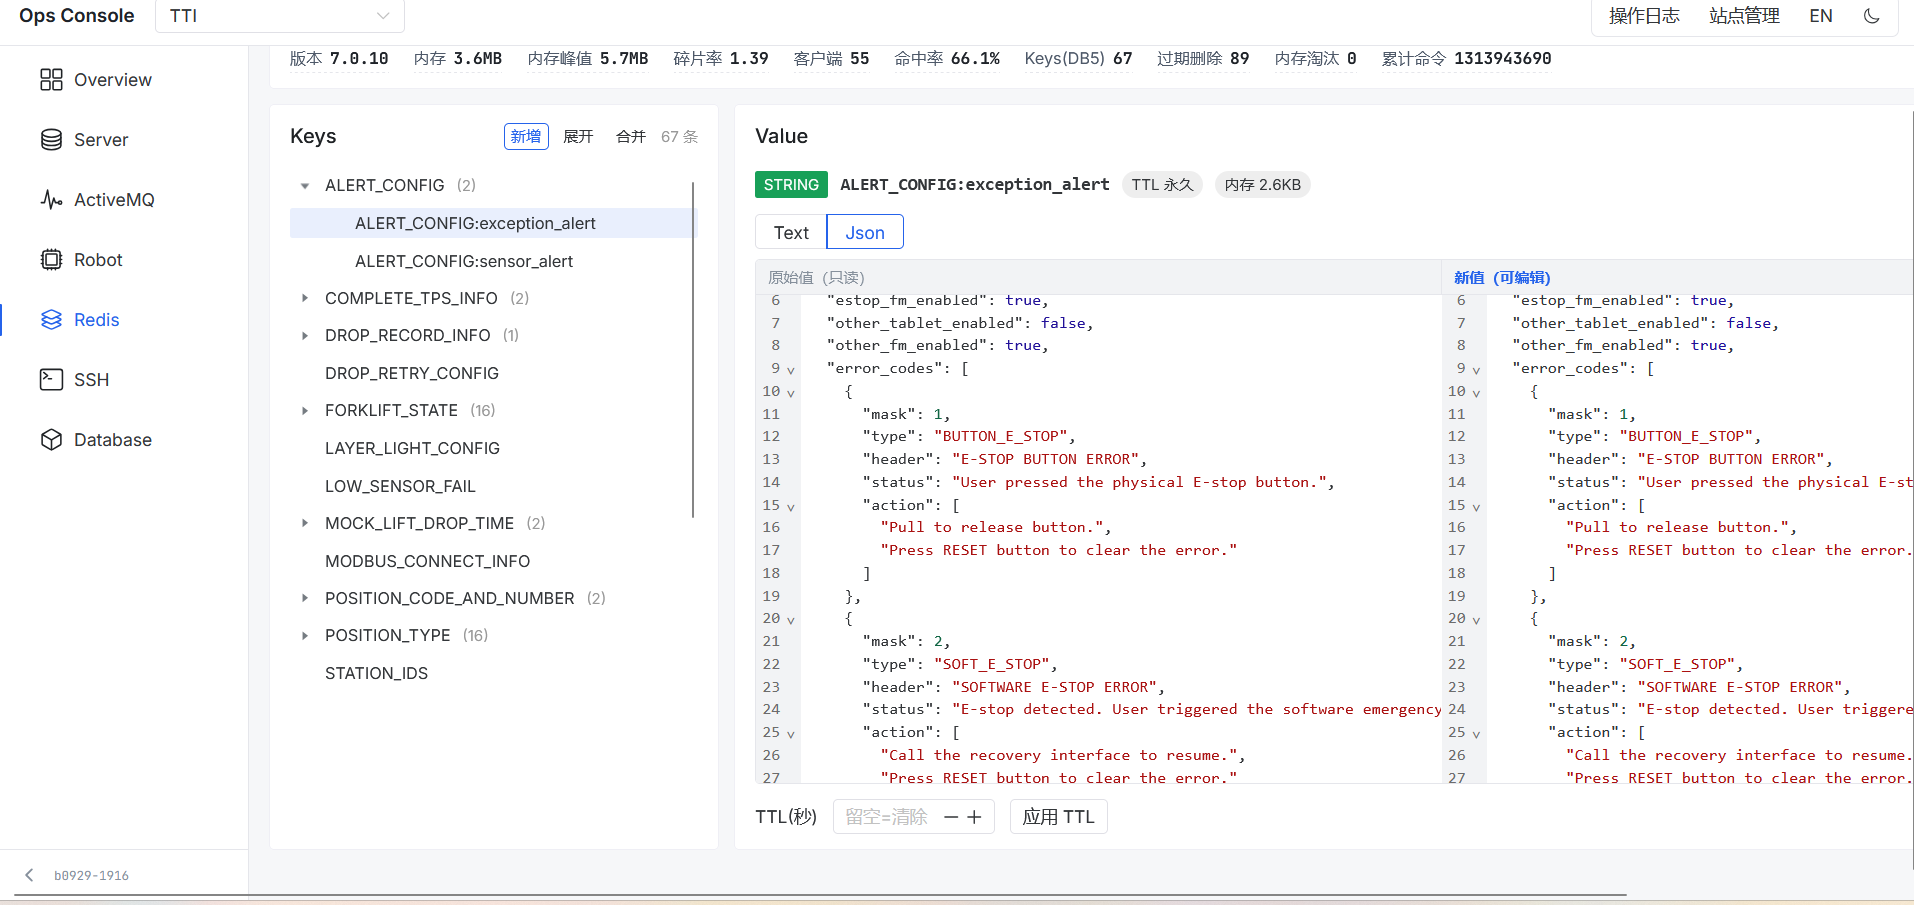 Ops Console
TTI
操作日志 站点管理 EN
版本 7.0.10 内存 3.6MB 内存峰值 5.7MB 碎片率 1.39 客户端 55 命中率 66.1% Keys(DB5) 67 过期删除 89 内存淘汰 0 累计命令 1313943690
Overview
Server
ActiveMQ
Robot
Redis
SSH
Database
b0929-1916
Keys 新增 展开 合并 67 条
ALERT_CONFIG (2)
ALERT_CONFIG:exception_alert
ALERT_CONFIG:sensor_alert
COMPLETE_TPS_INFO (2)
DROP_RECORD_INFO (1)
DROP_RETRY_CONFIG
FORKLIFT_STATE (16)
LAYER_LIGHT_CONFIG
LOW_SENSOR_FAIL
MOCK_LIFT_DROP_TIME (2)
MODBUS_CONNECT_INFO
POSITION_CODE_AND_NUMBER (2)
POSITION_TYPE (16)
STATION_IDS
Value
STRING ALERT_CONFIG:exception_alert TTL 永久 内存 2.6KB
Text Json
原始值 (只读)
6 "estop_fm_enabled": true,
7 "other_tablet_enabled": false,
8 "other_fm_enabled": true,
9 "error_codes": [
10 {
11 "mask": 1,
12 "type": "BUTTON_E_STOP",
13 "header": "E-STOP BUTTON ERROR",
14 "status": "User pressed the physical E-stop button.",
15 "action": [
16 "Pull to release button.",
17 "Press RESET button to clear the error."
18 ]
19 },
20 {
21 "mask": 2,
22 "type": "SOFT_E_STOP",
23 "header": "SOFTWARE E-STOP ERROR",
24 "status": "E-stop detected. User triggered the software emergency
25 "action": [
26 "Call the recovery interface to resume.",
27 "Press RESET button to clear the error."
新值 (可编辑)
6 "estop_fm_enabled": true,
7 "other_tablet_enabled": false,
8 "other_fm_enabled": true,
9 "error_codes": [
10 {
11 "mask": 1,
12 "type": "BUTTON_E_STOP",
13 "header": "E-STOP BUTTON ERROR",
14 "status": "User pressed the physical E-st
15 "action": [
16 "Pull to release button.",
17 "Press RESET button to clear the error.
18 ]
19 },
20 {
21 "mask": 2,
22 "type": "SOFT_E_STOP",
23 "header": "SOFTWARE E-STOP ERROR",
24 "status": "E-stop detected. User triggere
25 "action": [
26 "Call the recovery interface to resume.
27 "Press RESET button to clear the error.
TTL(秒) 留空=清除 应用 TTL